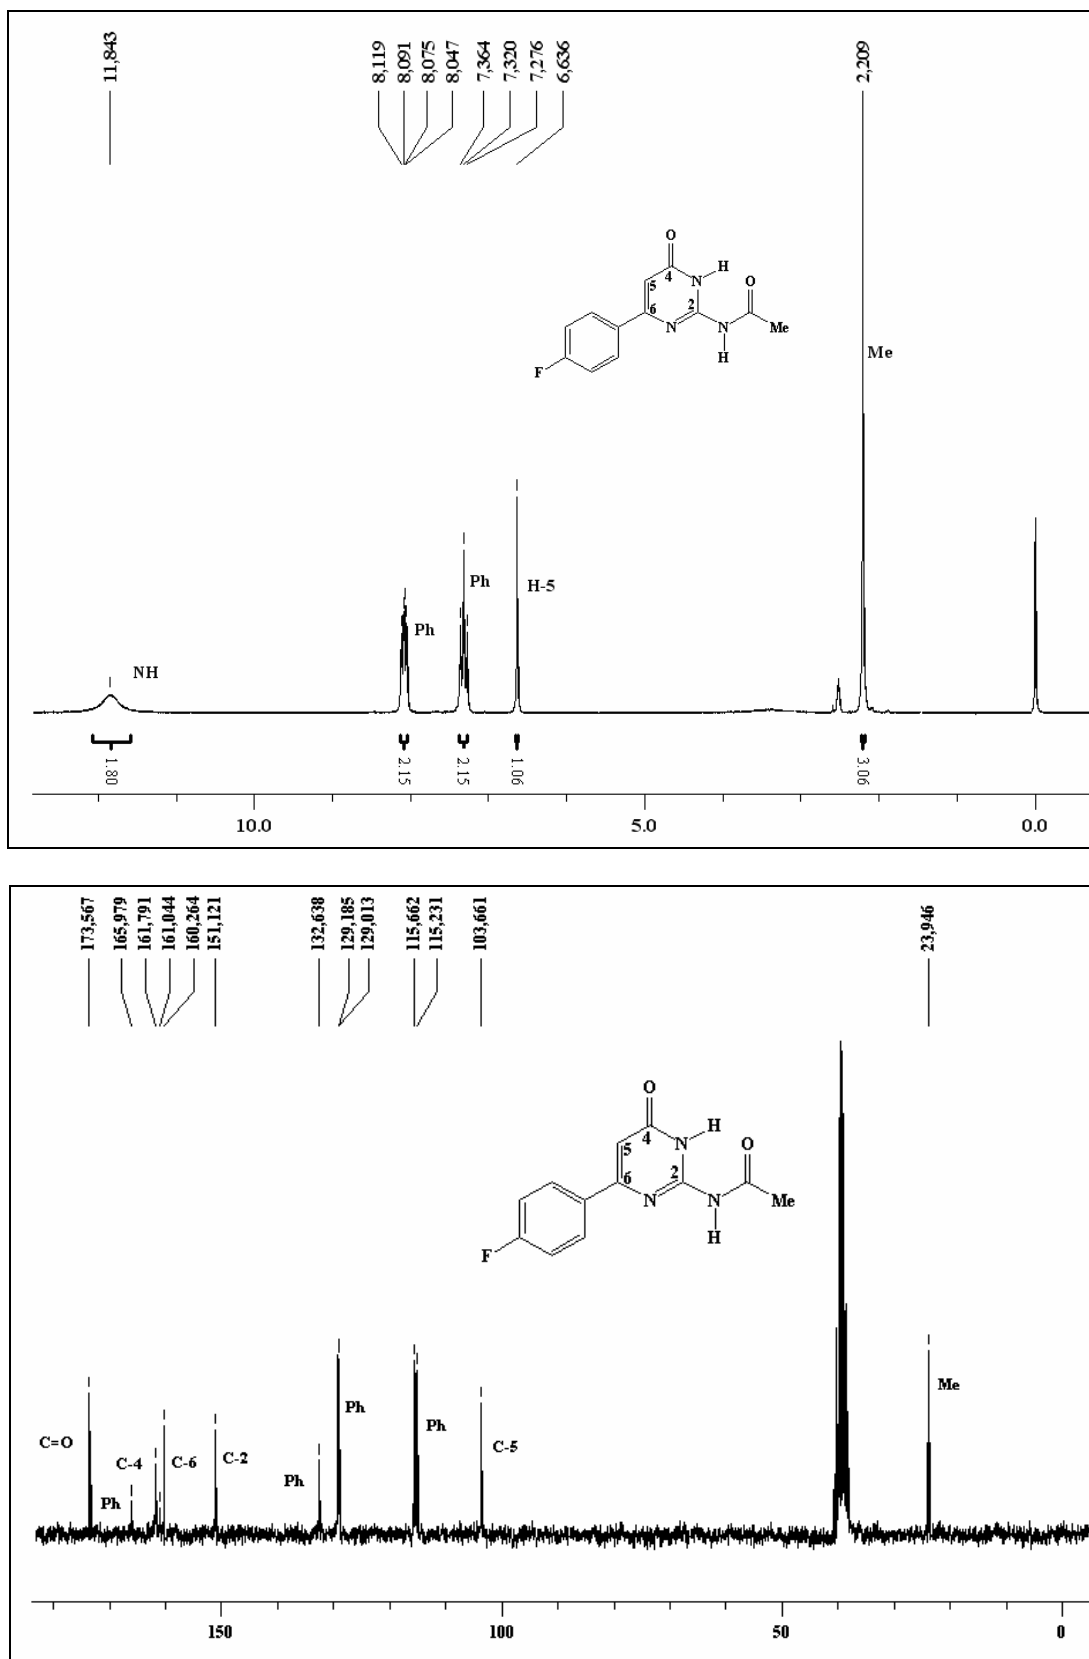 11,843
8,119
8,091
8,075
8,047
7,364
7,320
7,276
6,636
2,209
O
4
H
5
N
O
6
2
N
N
Me
H
F
Me
Ph
H-5
Ph
NH
1.80
2.15
2.15
1.06
3.06
10.0
5.0
0.0
173,567
165,979
161,791
161,044
160,264
151,121
132,638
129,185
129,013
115,662
115,231
103,661
23,946
O
4
H
5
N
O
6
2
N
N
Me
H
F
Me
Ph
Ph
C=O
C-4
C-6
C-2
C-5
Ph
Ph
150
100
50
0